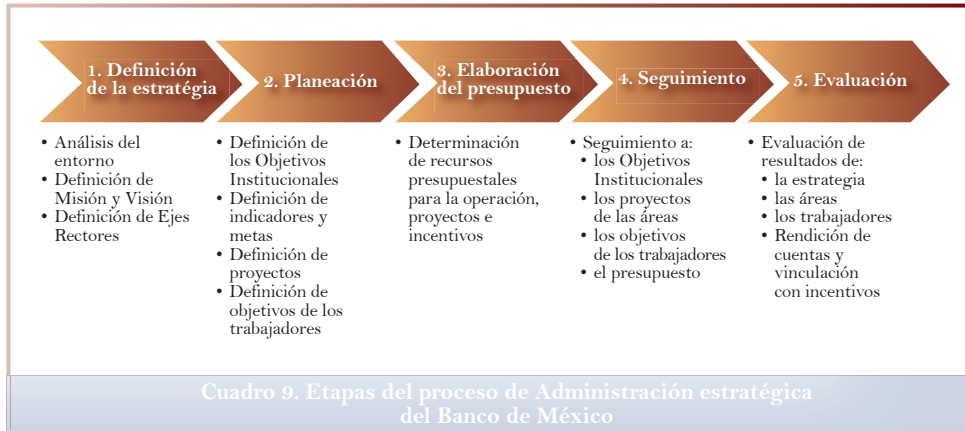 1. Definición
de la estratégia
2. Planeación
3. Elaboración
del presupuesto
4. Seguimiento
5. Evaluación
• Análisis del
entorno
• Definición de
Misión y Visión
• Definición de Ejes
Rectores
• Definición de
los Objetivos
Institucionales
• Definición de
indicadores y
metas
• Definición de
proyectos
• Definición de
objetivos de los
trabajadores
• Determinación
de recursos
presupuestales
para la operación,
proyectos e
incentivos
• Seguimiento a:
• los Objetivos
Institucionales
• los proyectos
de las áreas
• los objetivos
de los trabajadores
• el presupuesto
• Evaluación de
resultados de:
• la estrategia
• las áreas
• los trabajadores
• Rendición de
cuentas y
vinculación
con incentivos
Cuadro 9. Etapas del proceso de Administración estratégica
del Banco de México